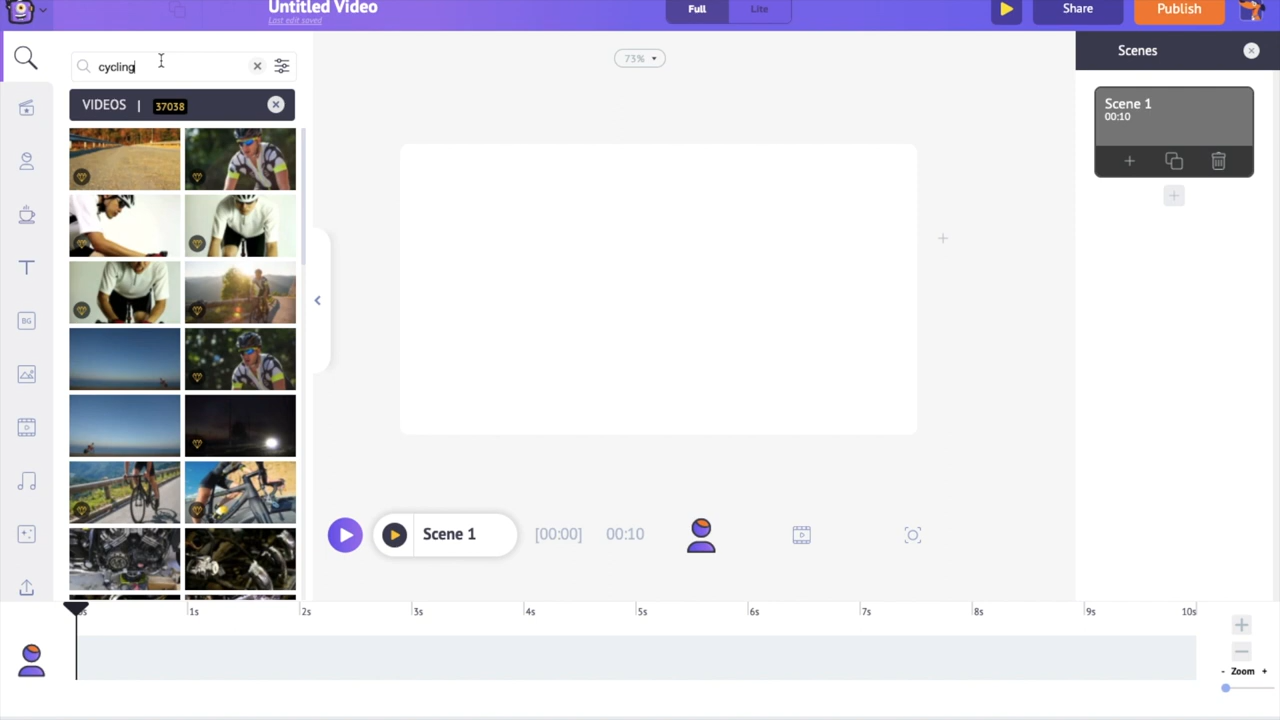 Untitled Video
Last edit saved
Full
Lite
Share
Publish
cycling
VIDEOS | 37038
73%
Scenes
Scene 1
00:10
BG
T
Scene 1
[00:00]
00:10
1s
2s
3s
4s
5s
6s
7s
8s
9s
10s
- Zoom +